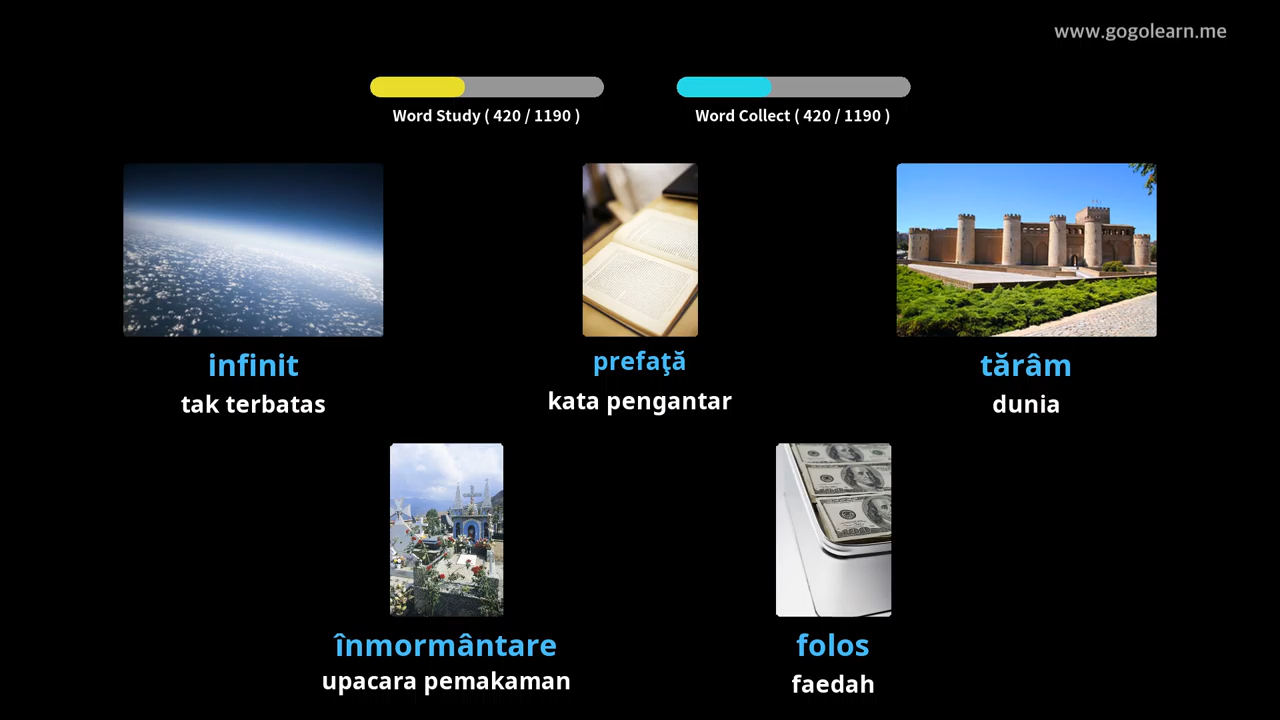 www.gogolearn.me
Word Study ( 420 / 1190 )
Word Collect ( 420 / 1190 )
infinit
tak terbatas
prefaţă
kata pengantar
tărâm
dunia
înmormântare
upacara pemakaman
folos
faedah